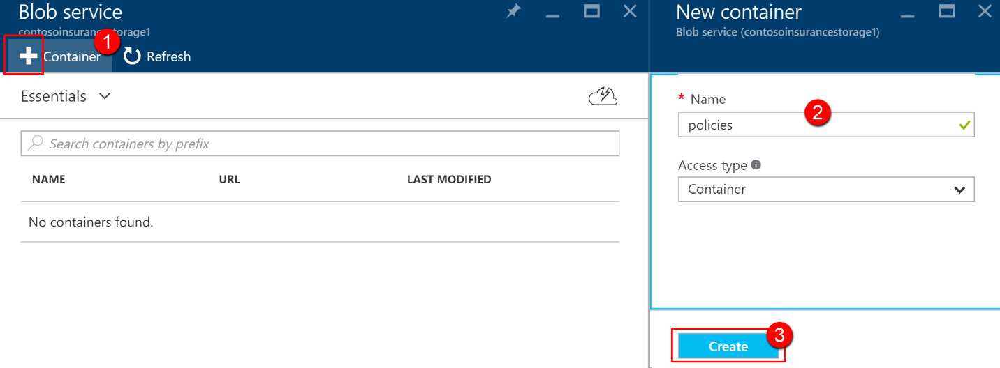 Blob service
contosoinsurancestorage1
1
Container
Refresh
Essentials
Search containers by prefix
NAME URL LAST MODIFIED
No containers found.
New container
Blob service (contosoinsurancestorage1)
* Name
2
policies
Access type
Container
Create
3